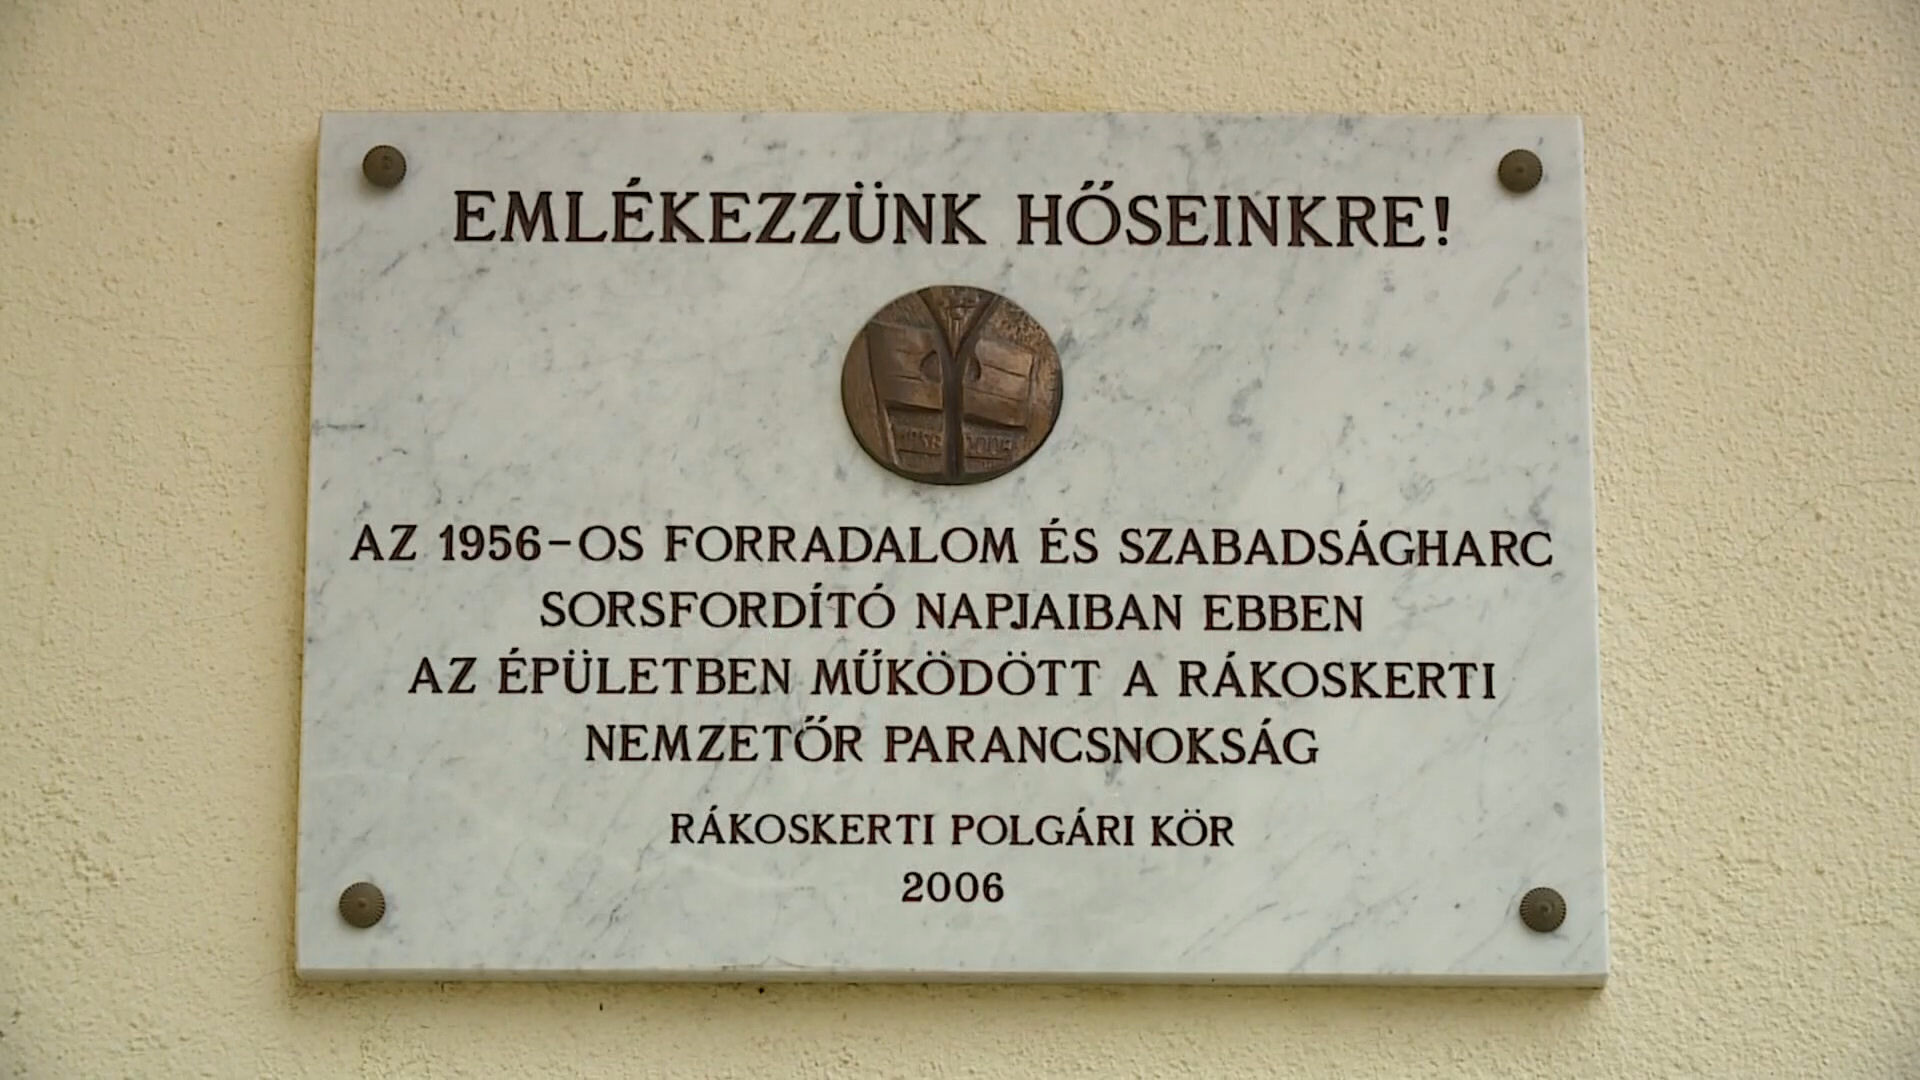 EMLÉKEZZÜNK HŐSEINKRE!
AZ 1956-OS FORRADALOM ÉS SZABADSÁGHARC
SORSFORDÍTÓ NAPJAIBAN EBBEN
AZ ÉPÜLETBEN MŰKÖDÖTT A RÁKOSKERTI
NEMZETŐR PARANCSNOKSÁG
RÁKOSKERTI POLGÁRI KÖR
2006